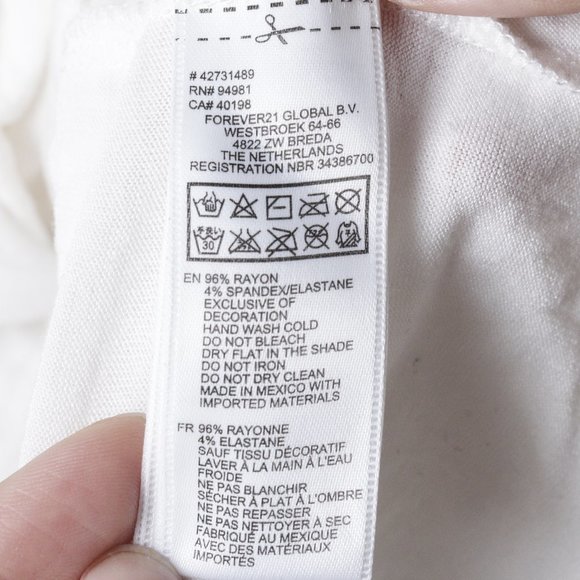 # 42731489
RN# 94981
CA# 40198
FOREVER21 GLOBAL B.V.
WESTBROEK 64-66
4822 ZW BREDA
THE NETHERLANDS
REGISTRATION NBR 34386700
手洗い
30
EN 96% RAYON
4% SPANDEX/ELASTANE
EXCLUSIVE OF
DECORATION
HAND WASH COLD
DO NOT BLEACH
DRY FLAT IN THE SHADE
DO NOT IRON
DO NOT DRY CLEAN
MADE IN MEXICO WITH
IMPORTED MATERIALS
FR 96% RAYONNE
4% ELASTANE
SAUF TISSU DÉCORATIF
LAVER À LA MAIN À L'EAU
FROIDE
NE PAS BLANCHIR
SÉCHER À PLAT À L'OMBRE
NE PAS REPASSER
NE PAS NETTOYER À SEC
FABRIQUÉ AU MEXIQUE
AVEC DES MATÉRIAUX
IMPORTÉS